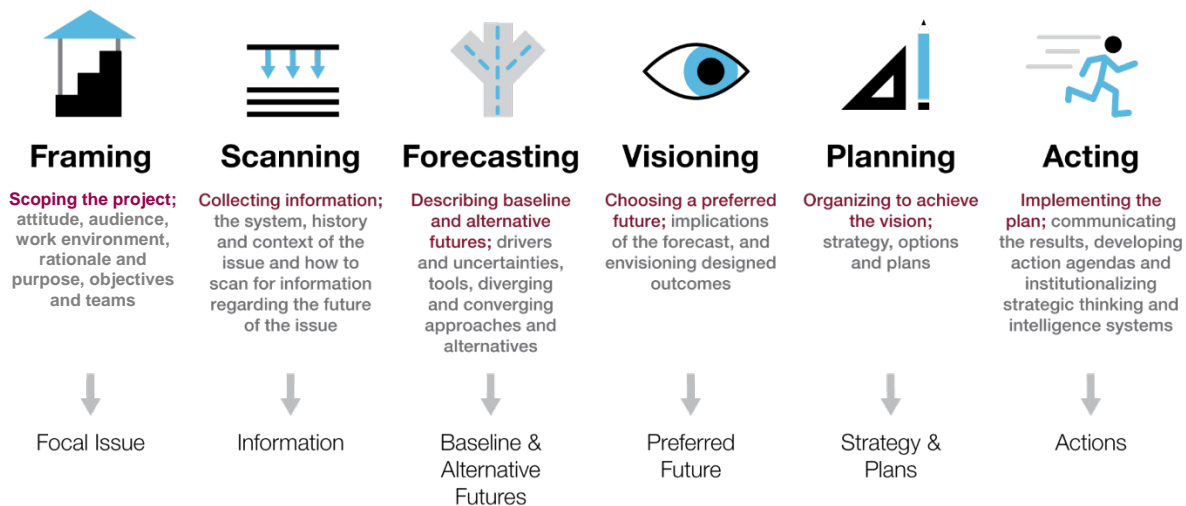 Framing
Scoping the project;
attitude, audience,
work environment,
rationale and
purpose, objectives
and teams
Focal Issue
Scanning
Collecting information;
the system, history
and context of the
issue and how to
scan for information
regarding the future
of the issue
Information
Forecasting
Describing baseline
and alternative
futures; drivers
and uncertainties,
tools, diverging
and converging
approaches and
alternatives
Baseline &
Alternative
Futures
Visioning
Choosing a preferred
future; implications
of the forecast, and
envisioning designed
outcomes
Preferred
Future
Planning
Organizing to achieve
the vision;
strategy, options
and plans
Strategy &
Plans
Acting
Implementing the
plan; communicating
the results, developing
action agendas and
institutionalizing
strategic thinking and
intelligence systems
Actions